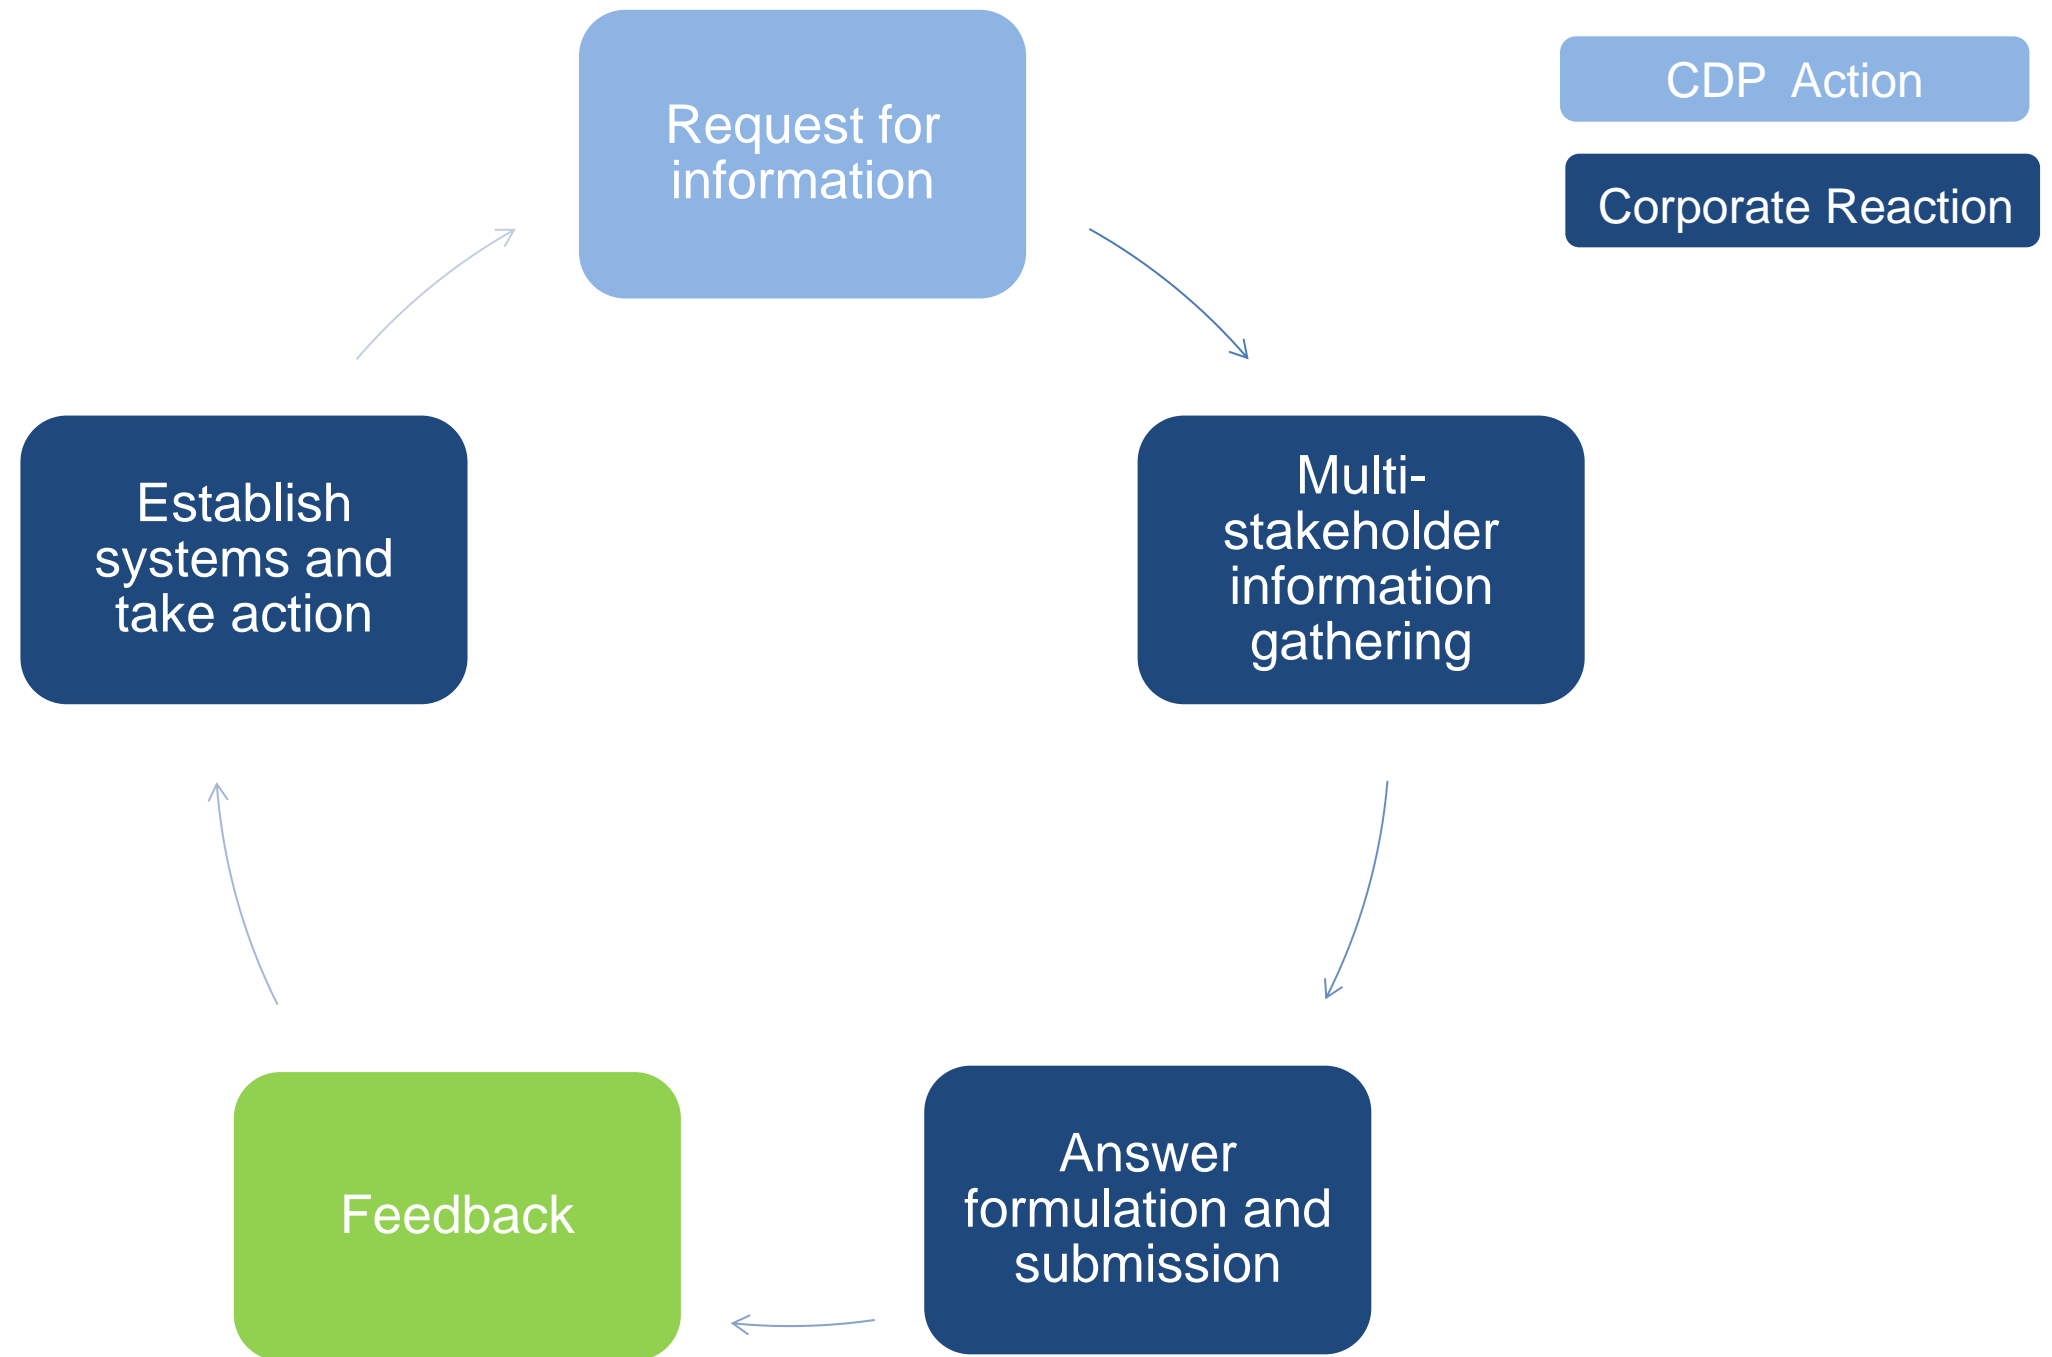 Request for
information
CDP  Action
Corporate Reaction
Multi-
stakeholder
information
gathering
Answer
formulation and
submission
Feedback
Establish
systems and
take action